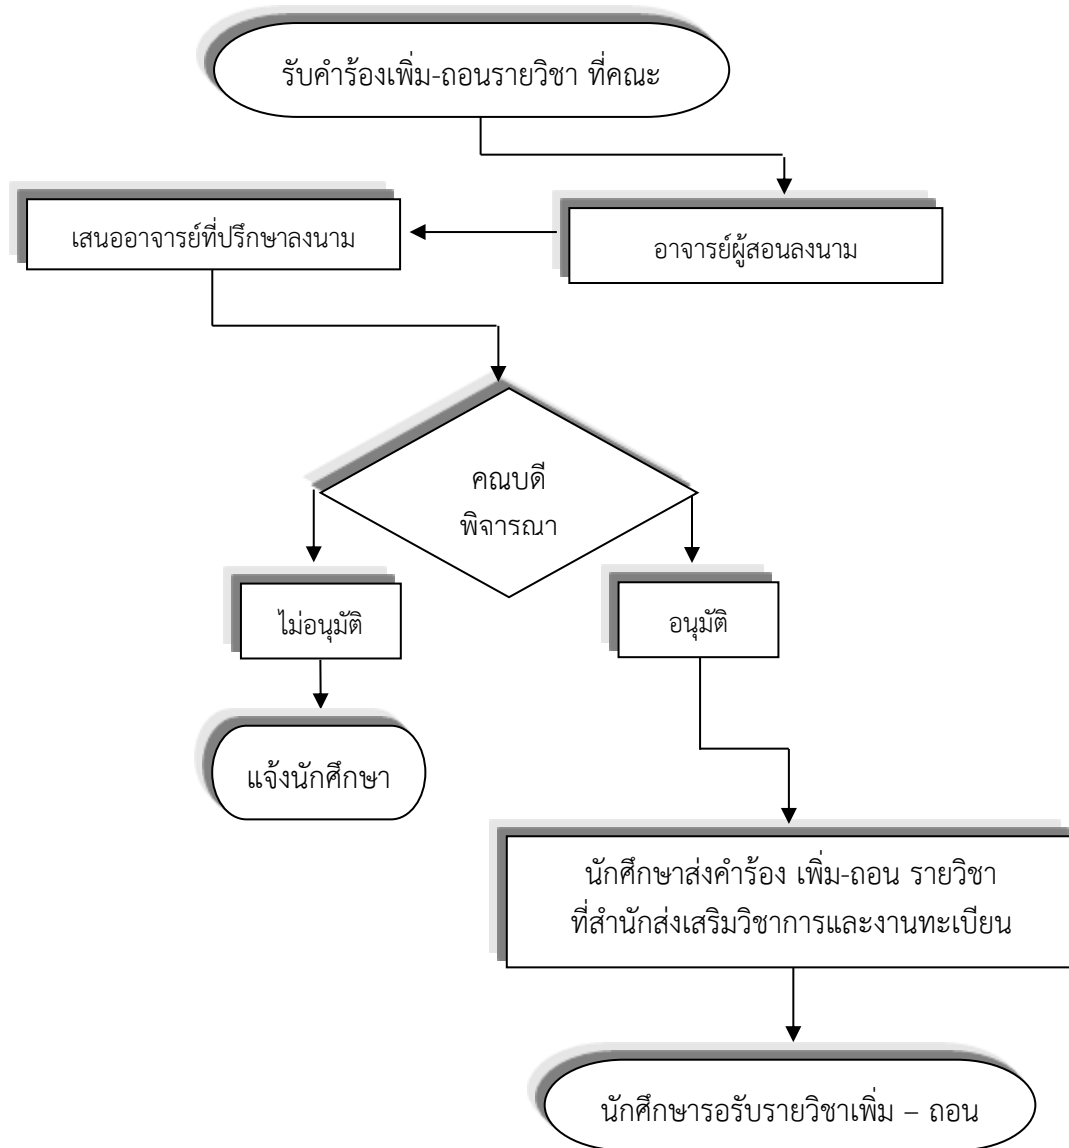 รับคำร้องเพิ่ม-ถอนรายวิชา ที่คณะ
เสนออาจารย์ที่ปรึกษาลงนาม
อาจารย์ผู้สอนลงนาม
คณบดี
พิจารณา
ไม่อนุมัติ
อนุมัติ
แจ้งนักศึกษา
นักศึกษาส่งคำร้อง เพิ่ม-ถอน รายวิชา
ที่สำนักส่งเสริมวิชาการและงานทะเบียน
นักศึกษารอรับรายวิชาเพิ่ม – ถอน